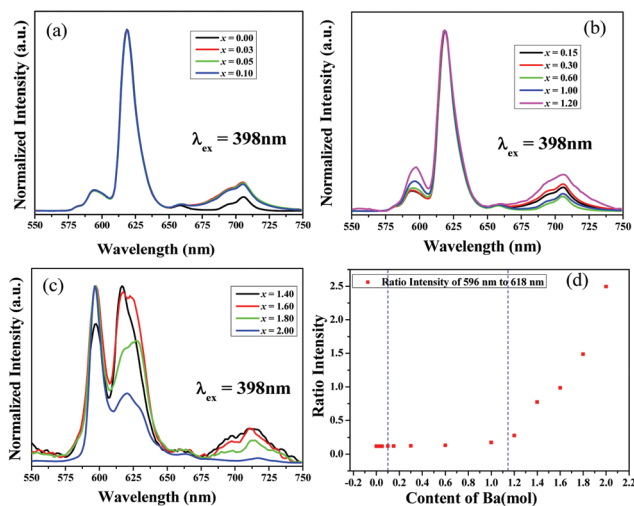 (a)
x = 0.00
x = 0.03
x = 0.05
x = 0.10
λex = 398nm
Normalized Intensity (a.u.)
550 575 600 625 650 675 700 725 750
Wavelength (nm)
(b)
x = 0.15
x = 0.30
x = 0.60
x = 1.00
x = 1.20
λex = 398nm
Normalized Intensity (a.u.)
550 575 600 625 650 675 700 725 750
Wavelength (nm)
(c)
x = 1.40
x = 1.60
x = 1.80
x = 2.00
λex = 398nm
Normalized Intensity (a.u.)
550 575 600 625 650 675 700 725 750
Wavelength (nm)
Ratio Intensity of 596 nm to 618 nm
(d)
Ratio Intensity
2.5
2.0
1.5
1.0
0.5
0.0
-0.2 0.0 0.2 0.4 0.6 0.8 1.0 1.2 1.4 1.6 1.8 2.0 2.2
Content of Ba(mol)